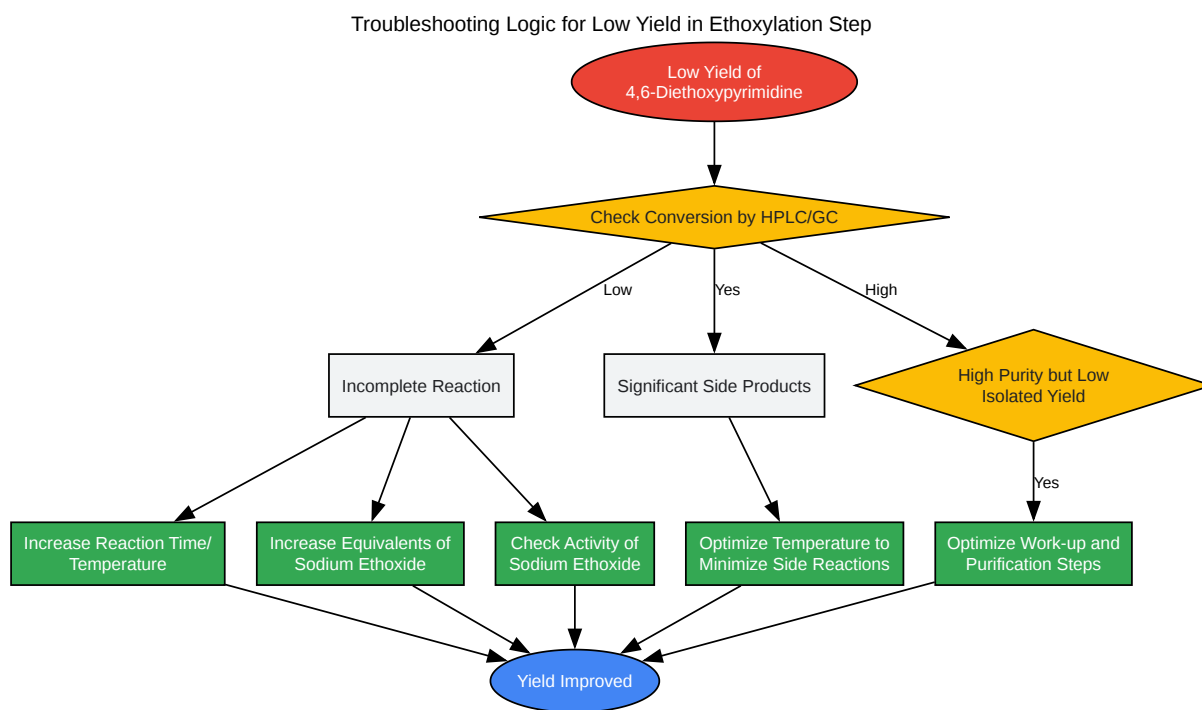 Troubleshooting Logic for Low Yield in Ethoxylation Step
Low Yield of
4,6-Diethoxypyrimidine
Check Conversion by HPLC/GC
Low
Yes
High
Incomplete Reaction
Significant Side Products
High Purity but Low
Isolated Yield
Yes
Increase Reaction Time/
Temperature
Increase Equivalents of
Sodium Ethoxide
Check Activity of
Sodium Ethoxide
Optimize Temperature to
Minimize Side Reactions
Optimize Work-up and
Purification Steps
Yield Improved